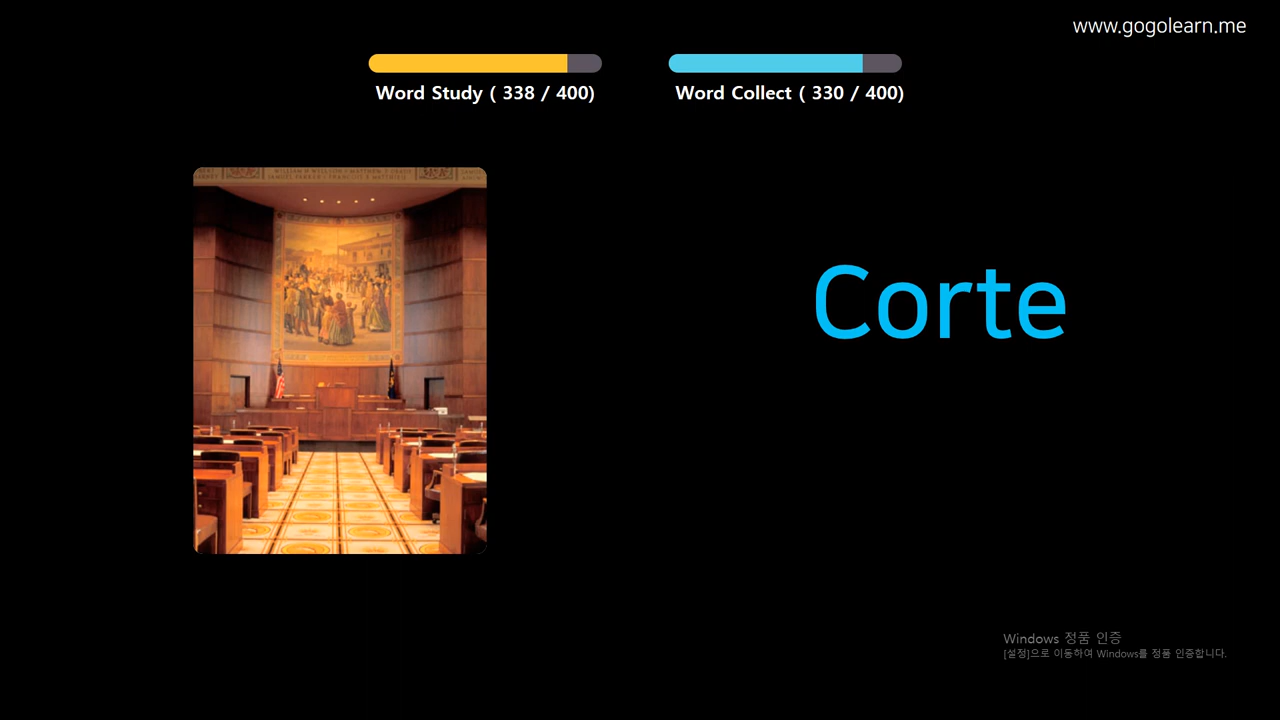 www.gogolearn.me
Word Study ( 338 / 400)
Word Collect ( 330 / 400)
Corte
Windows 정품 인증
[설정]으로 이동하여 Windows를 정품 인증합니다.